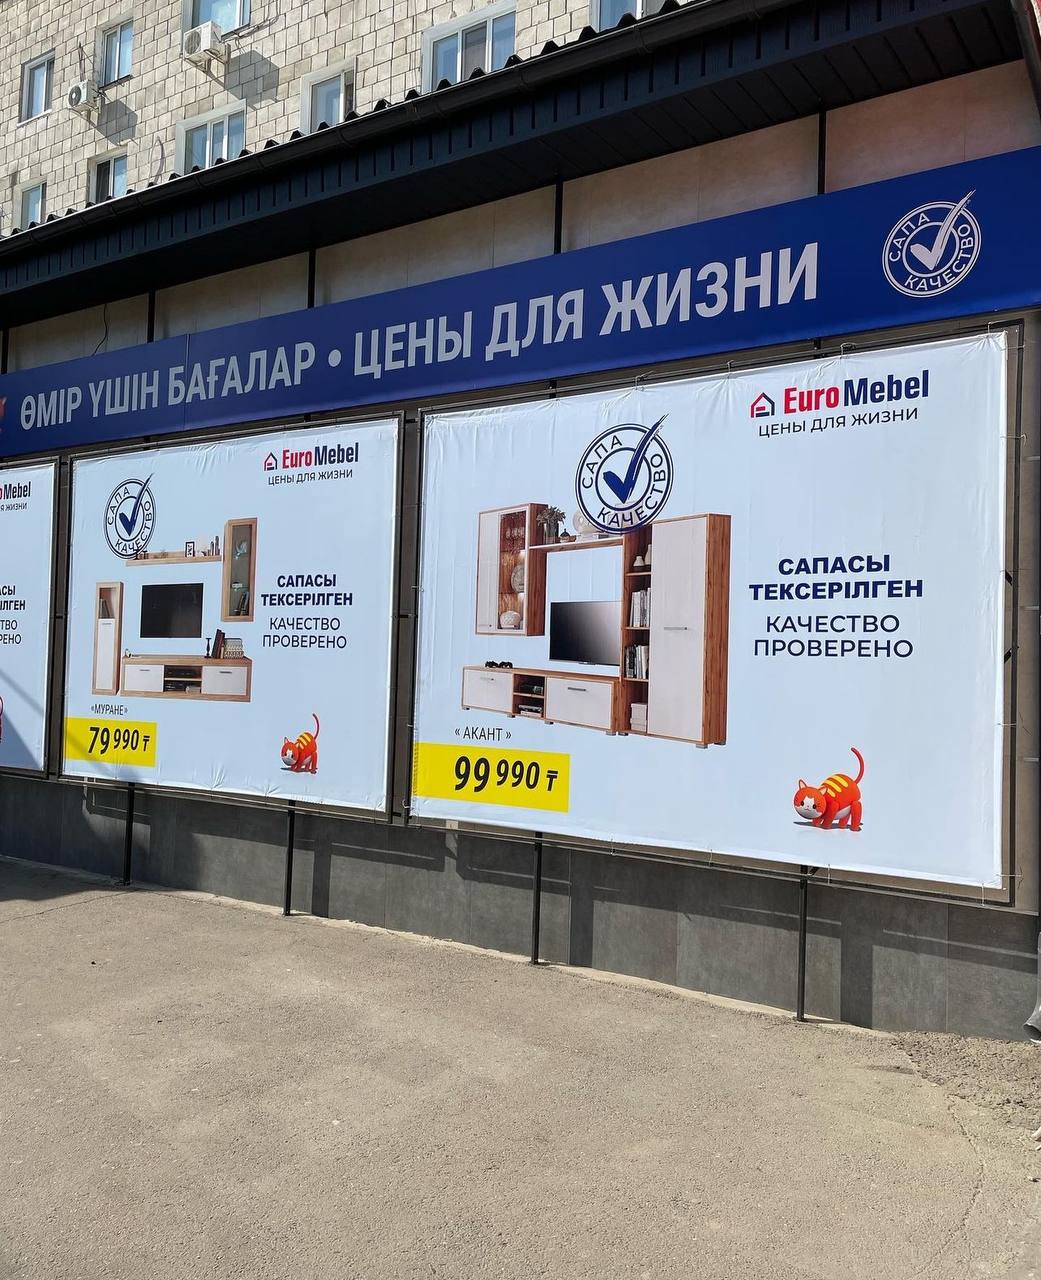 ӨМІР ҮШІН БАҒАЛАР • ЦЕНЫ ДЛЯ ЖИЗНИ
САПА
КАЧЕСТВО
Mebel
САПА
КАЧЕСТВО
EuroMebel
ЦЕНЫ ДЛЯ ЖИЗНИ
САПАСЫ
ТЕКСЕРІЛГЕН
КАЧЕСТВО
ПРОВЕРЕНО
«МУРАНЕ»
79 990 ₸
САПА
КАЧЕСТВО
EuroMebel
ЦЕНЫ ДЛЯ ЖИЗНИ
САПАСЫ
ТЕКСЕРІЛГЕН
КАЧЕСТВО
ПРОВЕРЕНО
« АКАНТ »
99 990 ₸